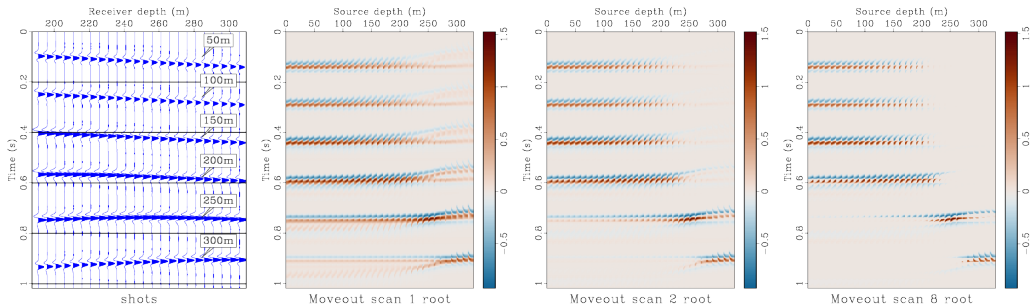 Receiver depth (m)
200 220 240 260 280 300
Time (s)
0 0.2 0.4 0.6 0.8 1
50m
100m
150m
200m
250m
300m
shots
Source depth (m)
0 50 100 150 200 250 300
Time (s)
0 0.2 0.4 0.6 0.8 1
1.5
1
0.5
0
−0.5
Moveout scan 1 root
Source depth (m)
0 50 100 150 200 250 300
Time (s)
0 0.2 0.4 0.6 0.8 1
1.5
1
0.5
0
−0.5
Moveout scan 2 root
Source depth (m)
0 50 100 150 200 250 300
Time (s)
0 0.2 0.4 0.6 0.8 1
1.5
1
0.5
0
−0.5
Moveout scan 8 root